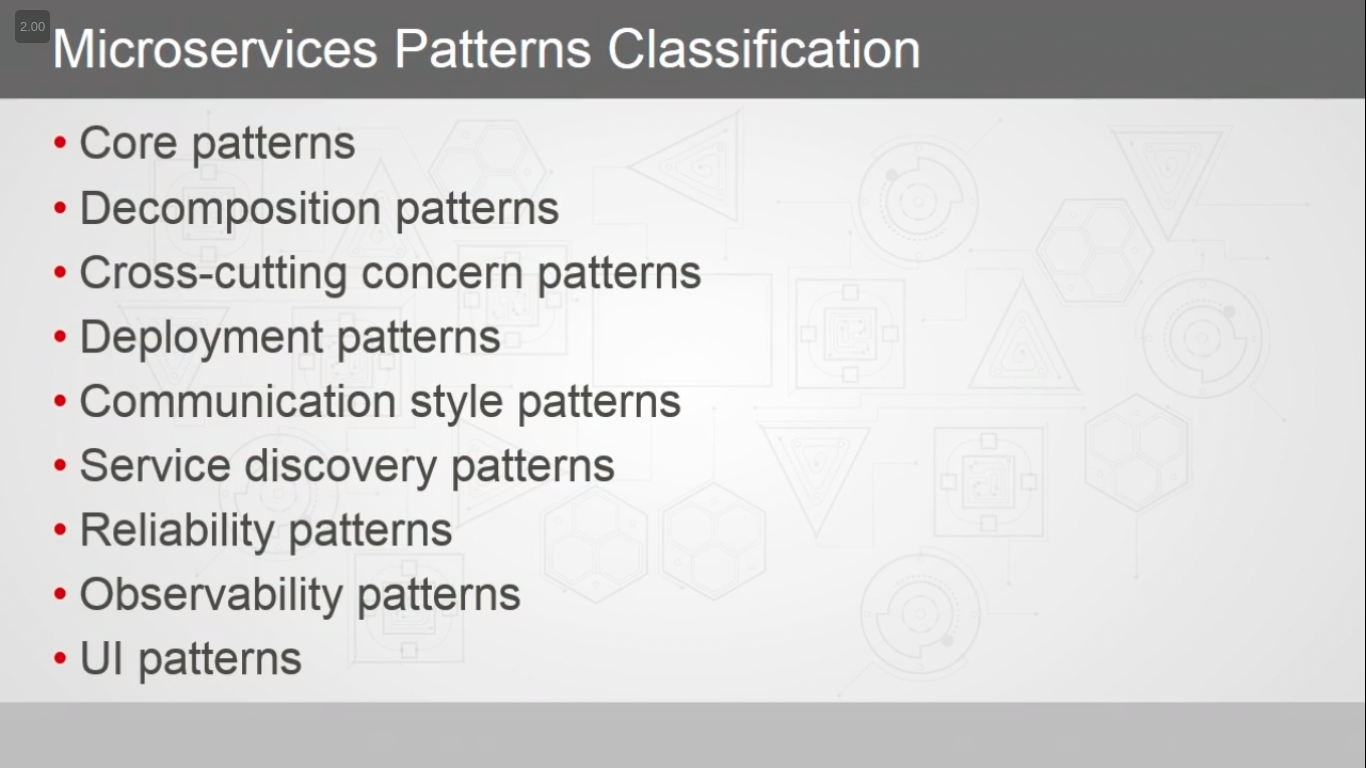 2.00
Microservices Patterns Classification
• Core patterns
• Decomposition patterns
• Cross-cutting concern patterns
• Deployment patterns
• Communication style patterns
• Service discovery patterns
• Reliability patterns
• Observability patterns
• UI patterns